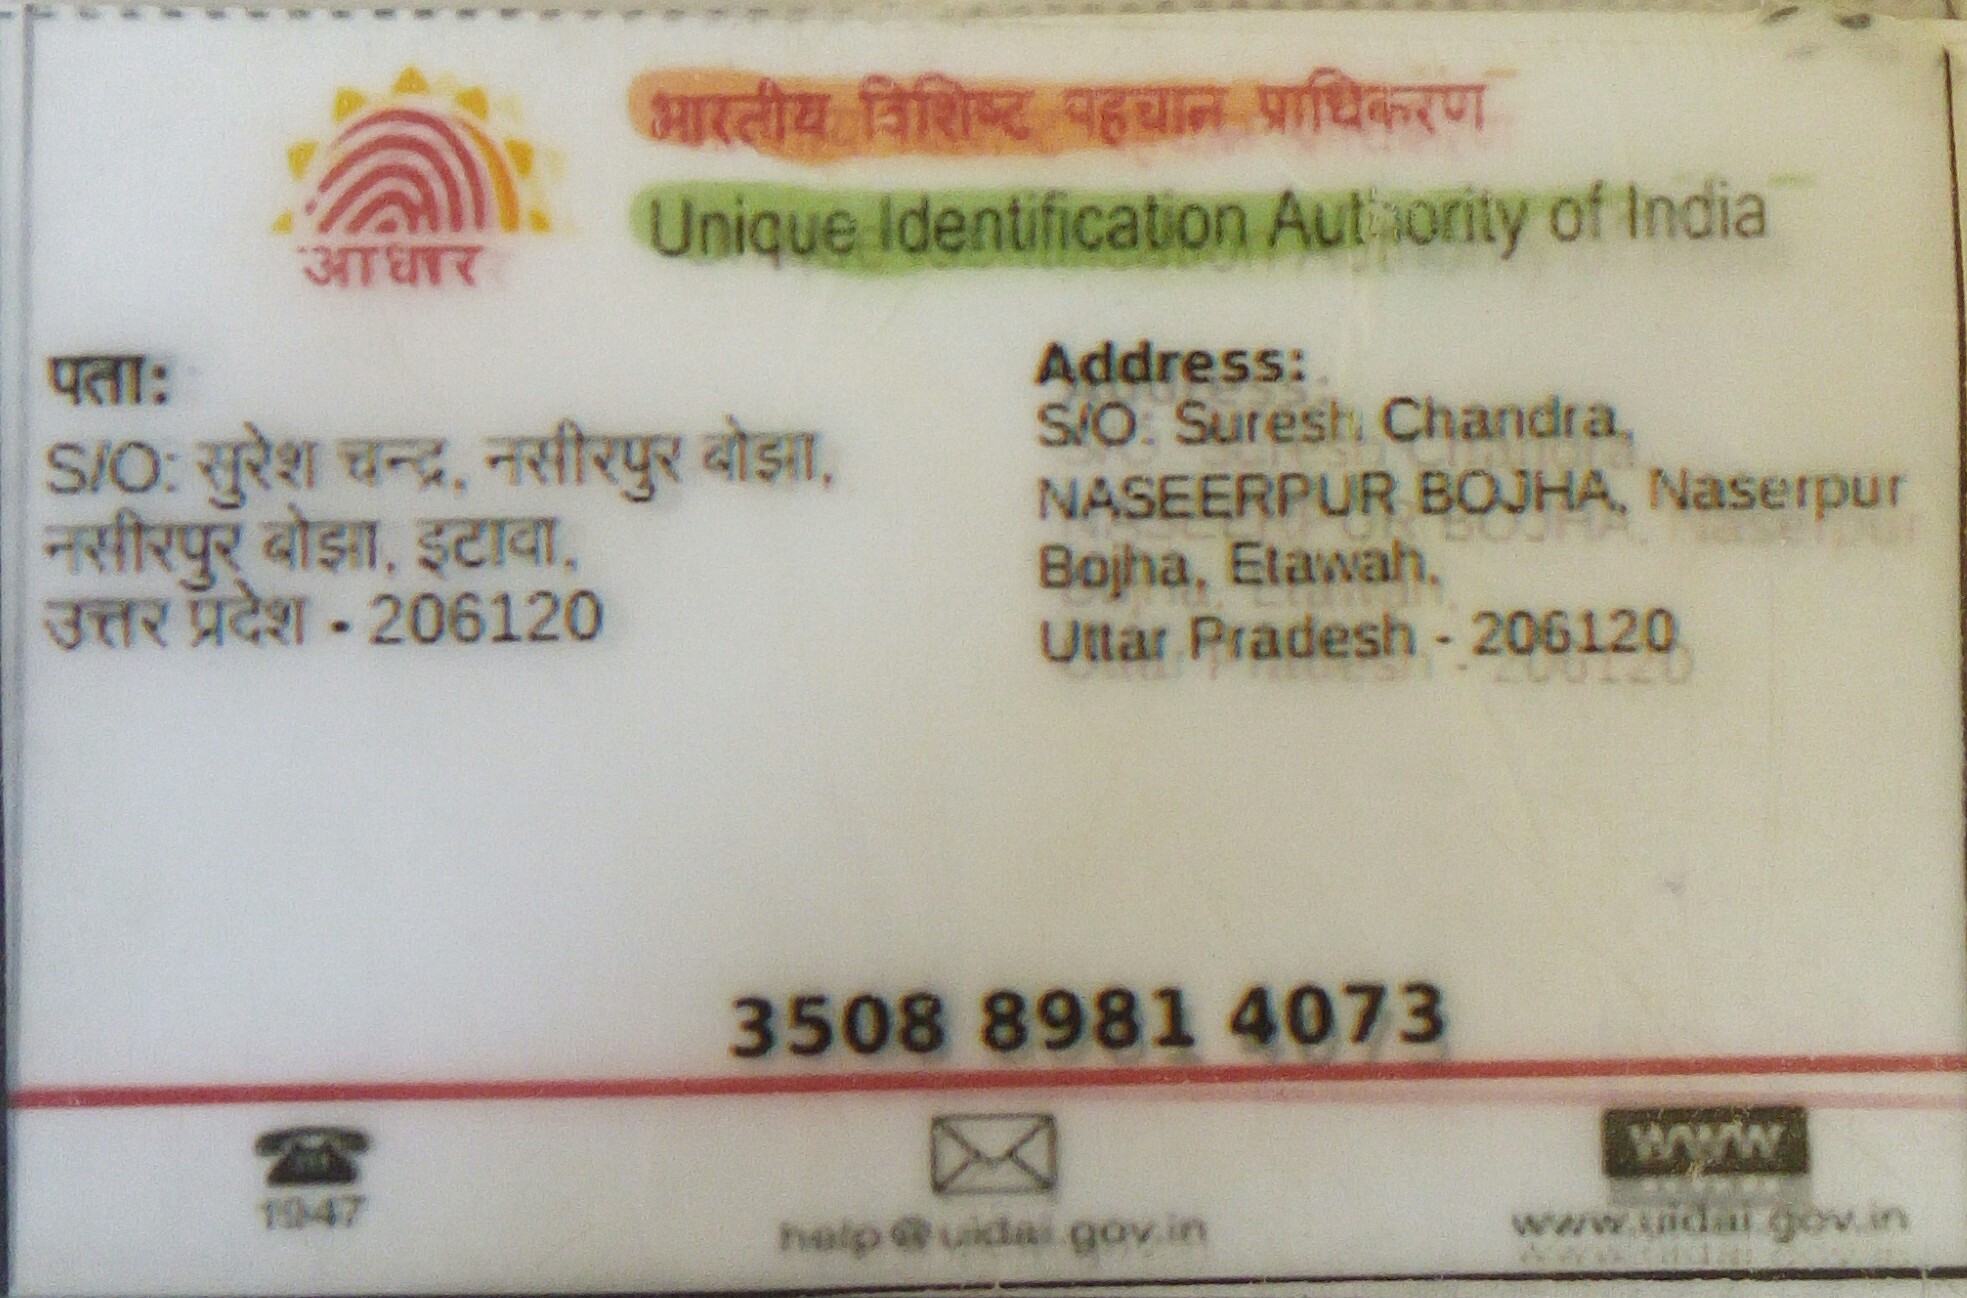 भारतीय विशिष्ट पहचान प्राधिकरण
Unique Identification Authority of India
आधार
पता:
S/O: सुरेश चन्द्र, नसीरपुर बोझा,
नसीरपुर बोझा, इटावा,
उत्तर प्रदेश - 206120
Address:
S/O: Suresh Chandra,
NASEERPUR BOJHA, Naserpur
Bojha, Etawah,
Uttar Pradesh - 206120
3508 8981 4073
1947
help@uidai.gov.in
www
www.uidai.gov.in